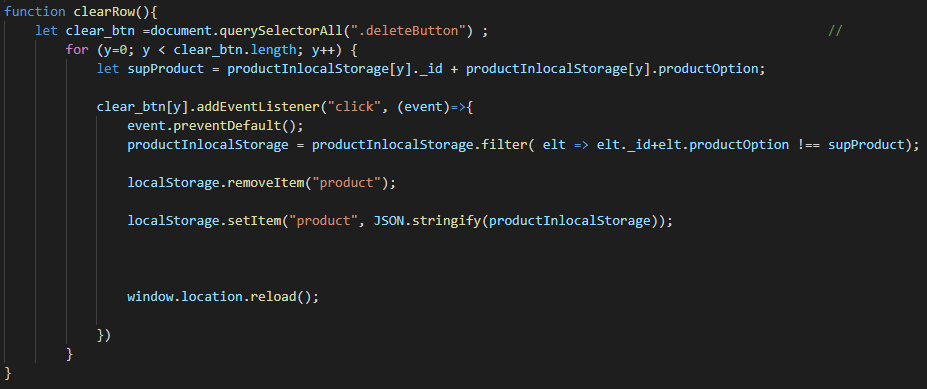 function clearRow(){
let clear_btn =document.querySelectorAll(".deleteButton") ; //
for (y=0; y < clear_btn.length; y++) {
let supProduct = productInlocalStorage[y]._id + productInlocalStorage[y].productOption;
clear_btn[y].addEventListener("click", (event)=>{
event.preventDefault();
productInlocalStorage = productInlocalStorage.filter( elt => elt._id+elt.productOption !== supProduct);
localStorage.removeItem("product");
localStorage.setItem("product", JSON.stringify(productInlocalStorage));
window.location.reload();
})
}
}